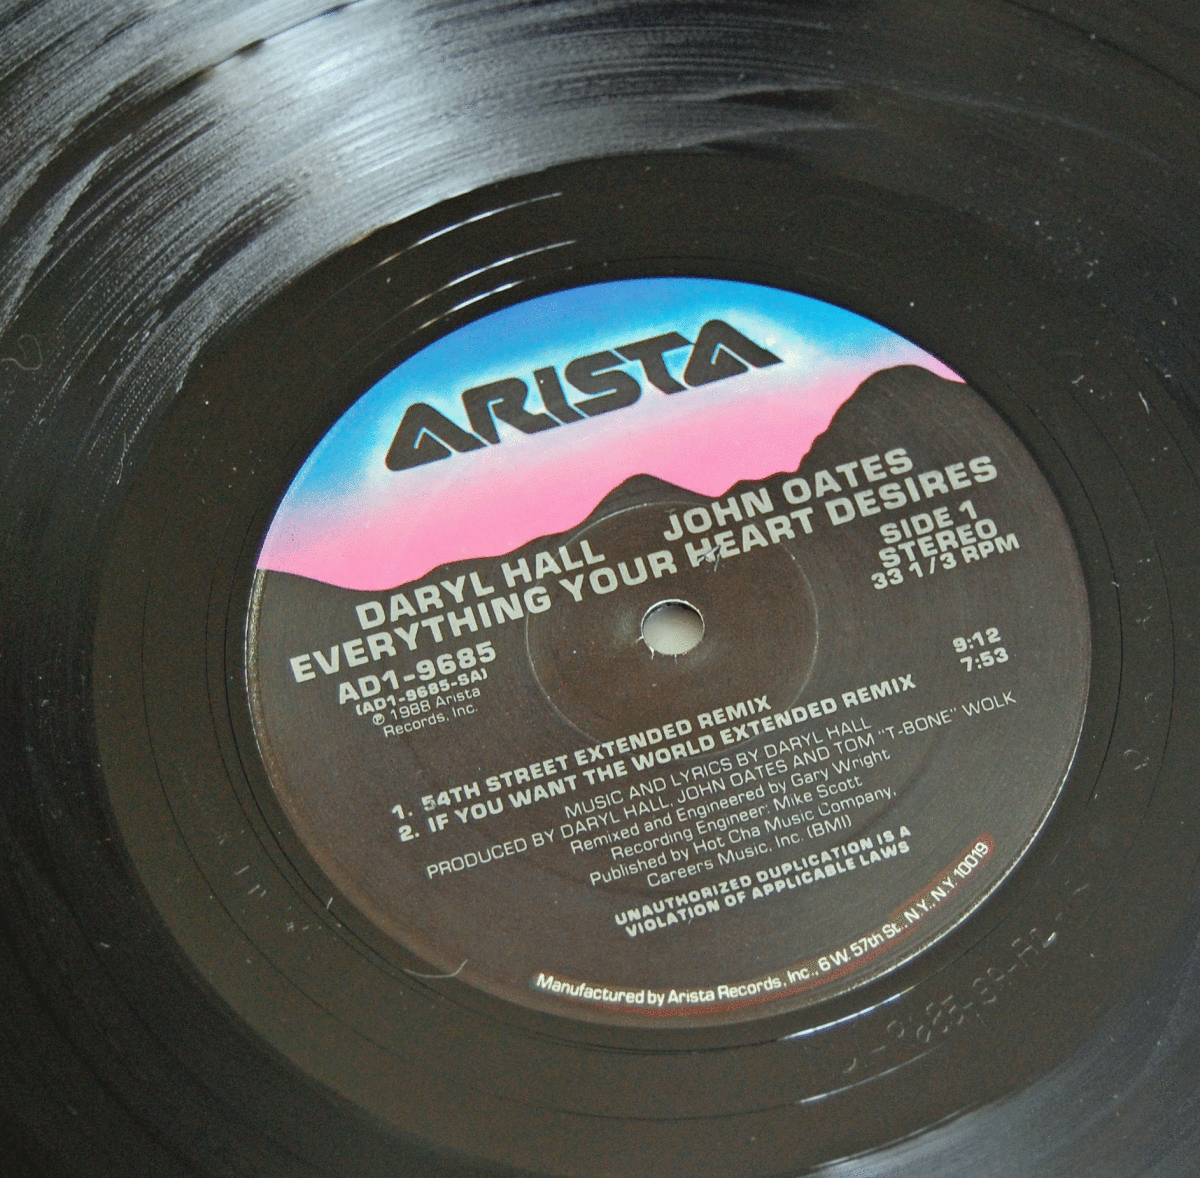 ARISTA
DARYL HALL JOHN OATES
EVERYTHING YOUR HEART DESIRES
AD1-9685
(AD1-9685-SA)
℗ 1988 Arista
Records, Inc.
SIDE 1
STEREO
33 1/3 RPM
1. 54TH STREET EXTENDED REMIX 9:12
2. IF YOU WANT THE WORLD EXTENDED REMIX 7:53
MUSIC AND LYRICS BY DARYL HALL
PRODUCED BY DARYL HALL, JOHN OATES AND TOM "T-BONE" WOLK
Remixed and Engineered by Gary Wright
Recording Engineer: Mike Scott
Published by Hot Cha Music Company,
Careers Music, Inc. (BMI)
UNAUTHORIZED DUPLICATION IS A
VIOLATION OF APPLICABLE LAWS
Manufactured by Arista Records, Inc., 6 W. 57th St., N.Y., N.Y. 10019